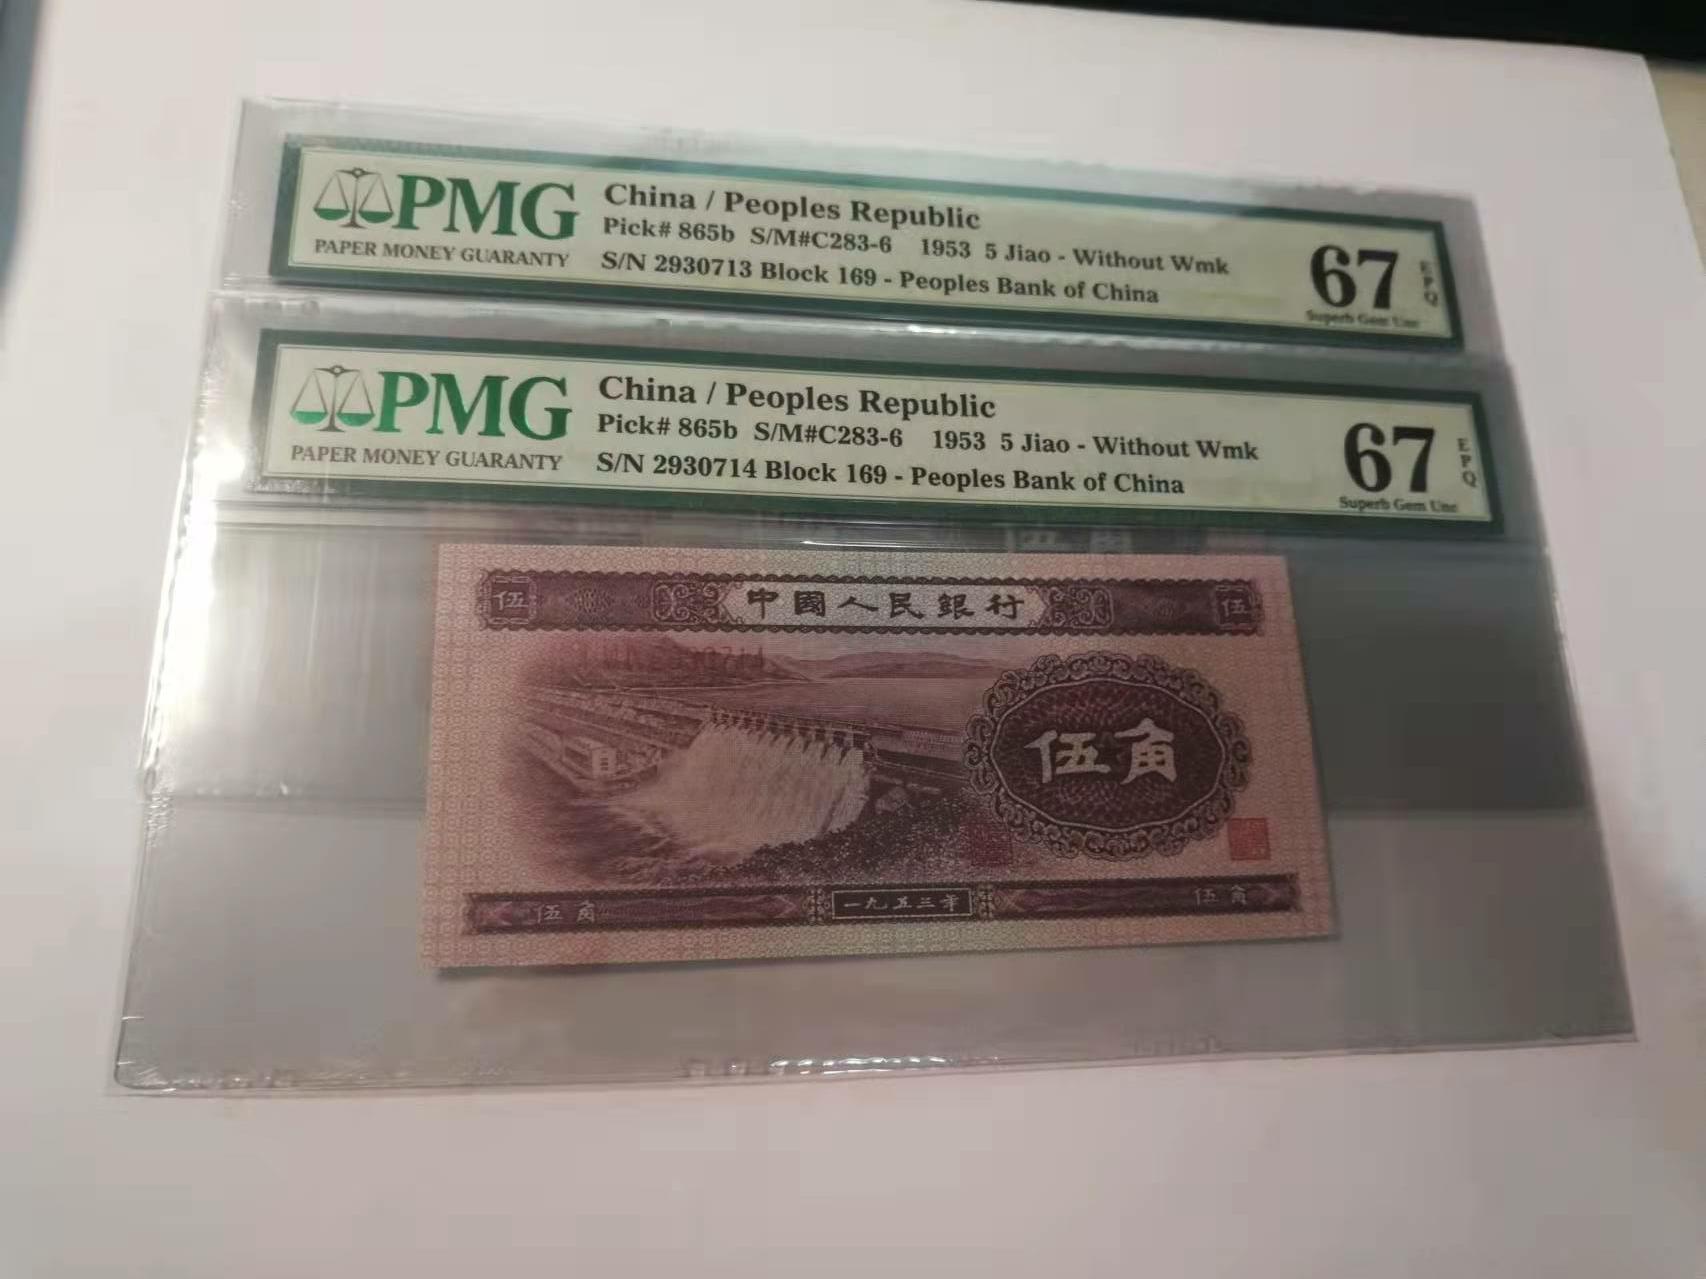 PMG
PAPER MONEY GUARANTY
China / Peoples Republic
Pick# 865b S/M#C283-6 1953 5 Jiao - Without Wmk
S/N 2930713 Block 169 - Peoples Bank of China
67
EPQ
Superb Gem Unc
PMG
PAPER MONEY GUARANTY
China / Peoples Republic
Pick# 865b S/M#C283-6 1953 5 Jiao - Without Wmk
S/N 2930714 Block 169 - Peoples Bank of China
67
EPQ
Superb Gem Unc
伍角
伍 中國人民銀行 伍
2930714
伍角
伍角 一九五三年 伍角